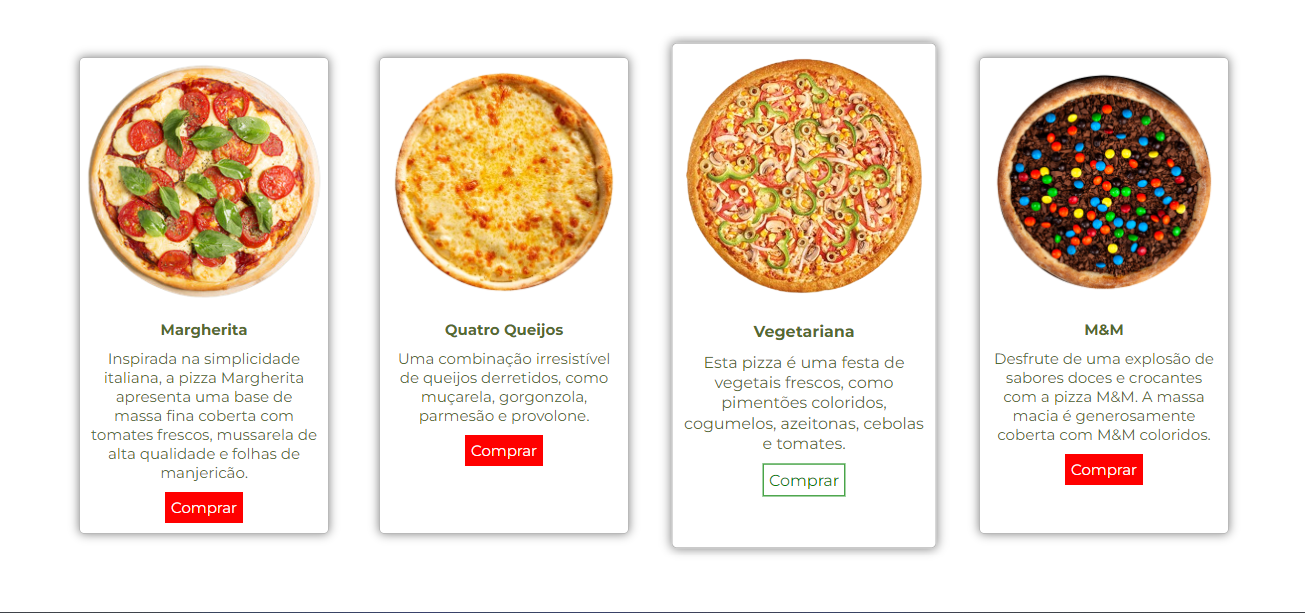 Margherita
Inspirada na simplicidade
italiana, a pizza Margherita
apresenta uma base de
massa fina coberta com
tomates frescos, mussarela de
alta qualidade e folhas de
manjericão.
Comprar
Quatro Queijos
Uma combinação irresistível
de queijos derretidos, como
muçarela, gorgonzola,
parmesão e provolone.
Comprar
Vegetariana
Esta pizza é uma festa de
vegetais frescos, como
pimentões coloridos,
cogumelos, azeitonas, cebolas
e tomates.
Comprar
M&M
Desfrute de uma explosão de
sabores doces e crocantes
com a pizza M&M. A massa
macia é generosamente
coberta com M&M coloridos.
Comprar